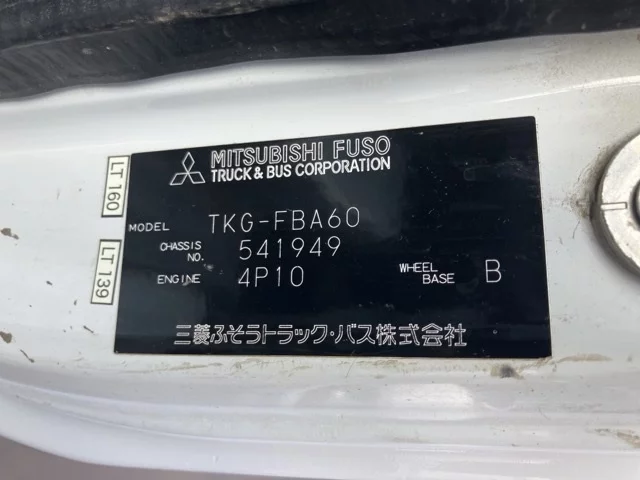 MITSUBISHI FUSO
TRUCK & BUS CORPORATION
LT 160
MODEL TKG-FBA60
CHASSIS NO. 541949
LT 139
ENGINE 4P10 WHEEL BASE B
三菱ふそうトラック・バス株式会社